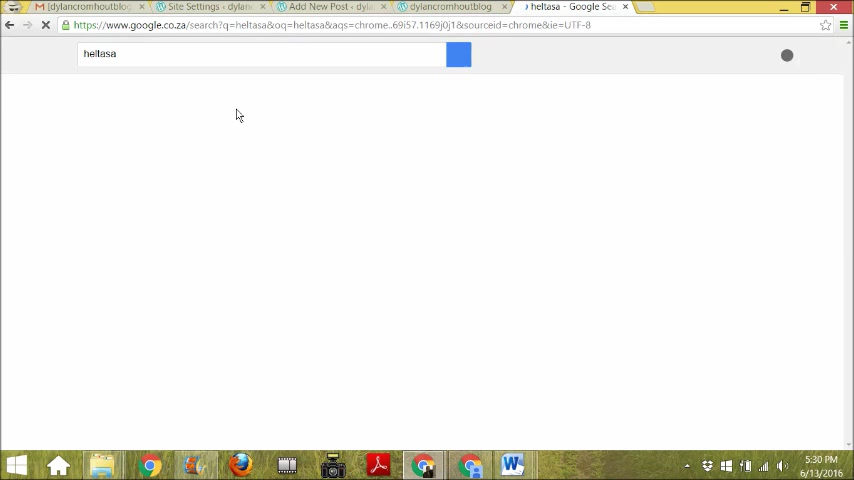 [dylancromhoutblog
Site Settings - dylanc
Add New Post - dylan
dylancromhoutblog
heltasa - Google Sea
https://www.google.co.za/search?q=heltasa&oq=heltasa&aqs=chrome..69i57.1169j0j1&sourceid=chrome&ie=UTF-8
heltasa
5:30 PM
6/13/2016